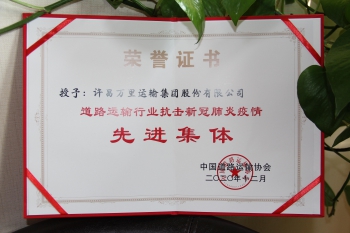 荣誉证书
授予：许昌万里运输集团股份有限公司
道路运输行业抗击新冠肺炎疫情
先进集体
中国道路运输协会
二〇二〇年十二月